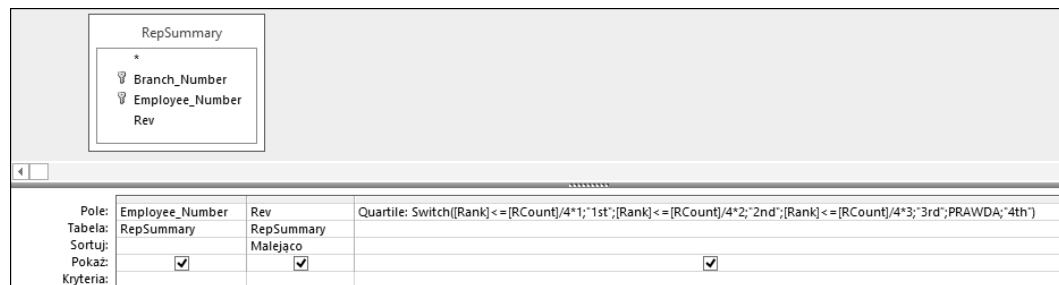 RepSummary
*
Branch_Number
Employee_Number
Rev
Pole: Employee_Number Rev Quartile: Switch([Rank]<=[RCount]/4*1;"1st";[Rank]<=[RCount]/4*2;"2nd";[Rank]<=[RCount]/4*3;"3rd";PRAWDA;"4th")
Tabela: RepSummary RepSummary
Sortuj: Malejąco
Pokaż:
Kryteria: